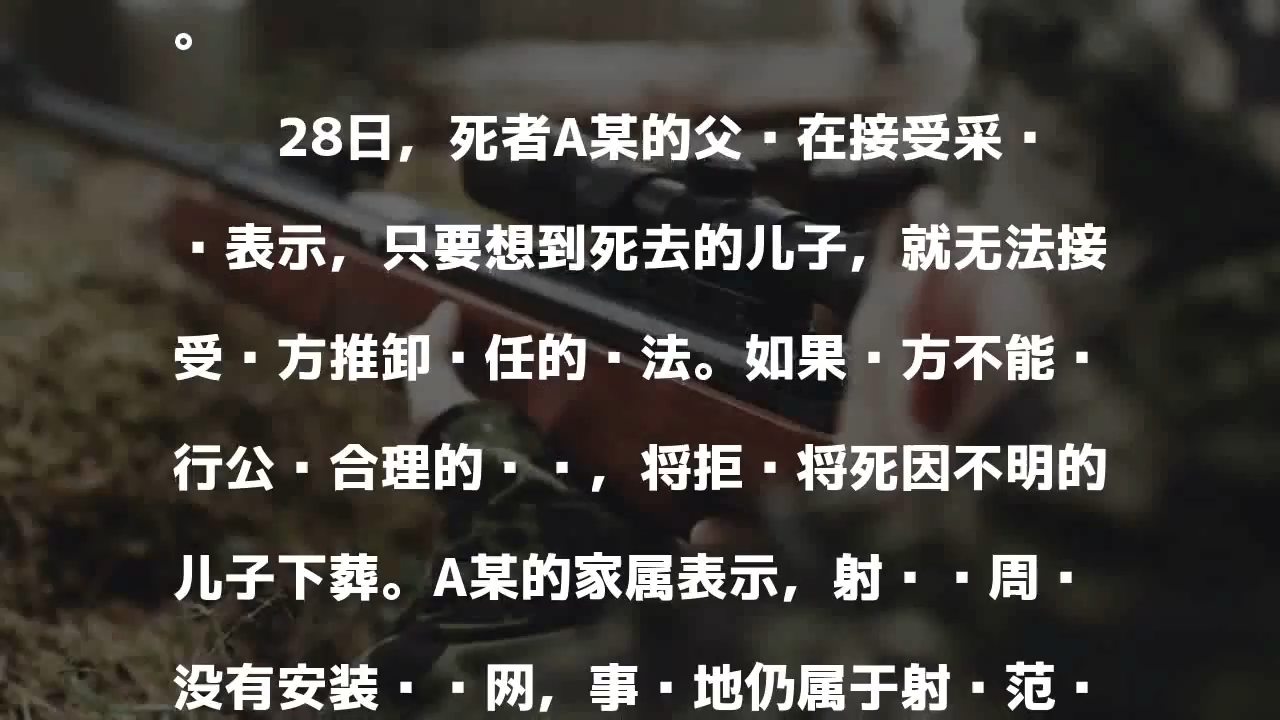 。
28日，死者A某的父·在接受采·
·表示，只要想到死去的儿子，就无法接
受·方推卸·任的·法。如果·方不能·
行公·合理的··，将拒·将死因不明的
儿子下葬。A某的家属表示，射··周·
没有安装··网，事·地仍属于射·范·